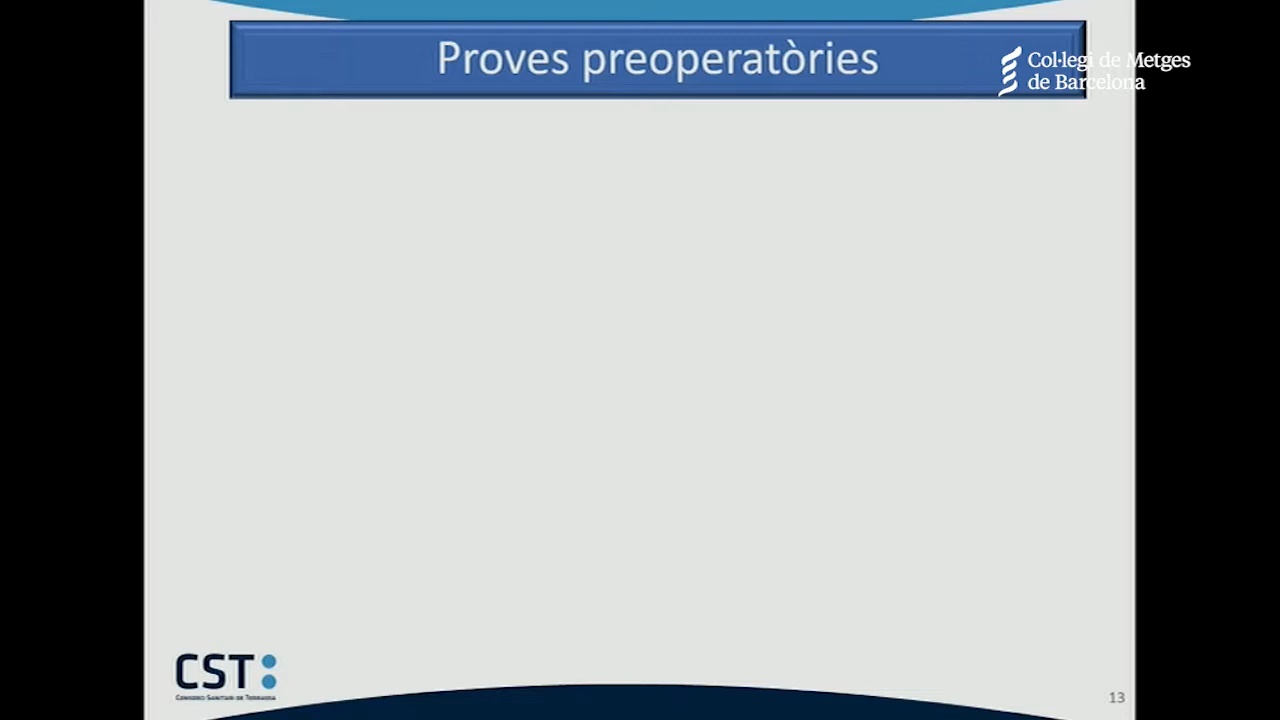 Proves preoperatòries
Col·legi de Metges
de Barcelona
CST:
Consorci Sanitari de Terrassa
13